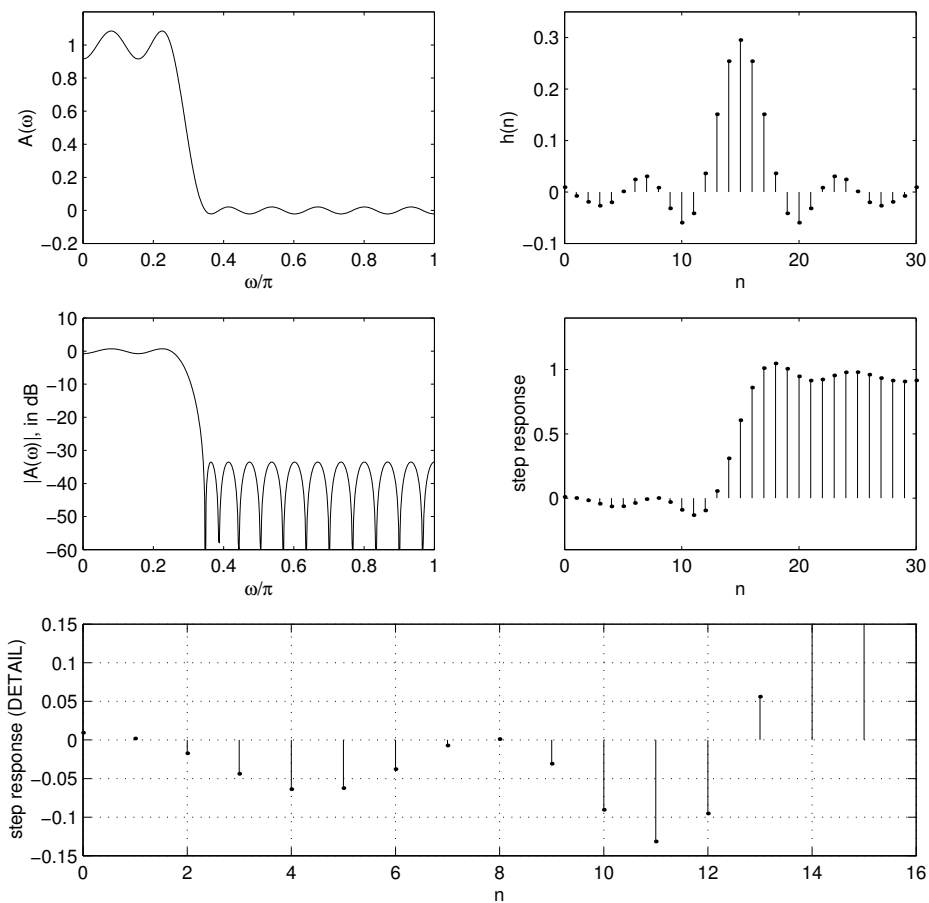 A(ω)
1
0.8
0.6
0.4
0.2
0
−0.2
0 0.2 0.4 0.6 0.8 1
ω/π
h(n)
0.3
0.2
0.1
0
−0.1
0 10 20 30
n
|A(ω)|, in dB
10
0
−10
−20
−30
−40
−50
−60
0 0.2 0.4 0.6 0.8 1
ω/π
step response
1
0.5
0
0 10 20 30
n
step response (DETAIL)
0.15
0.1
0.05
0
−0.05
−0.1
−0.15
0 2 4 6 8 10 12 14 16
n